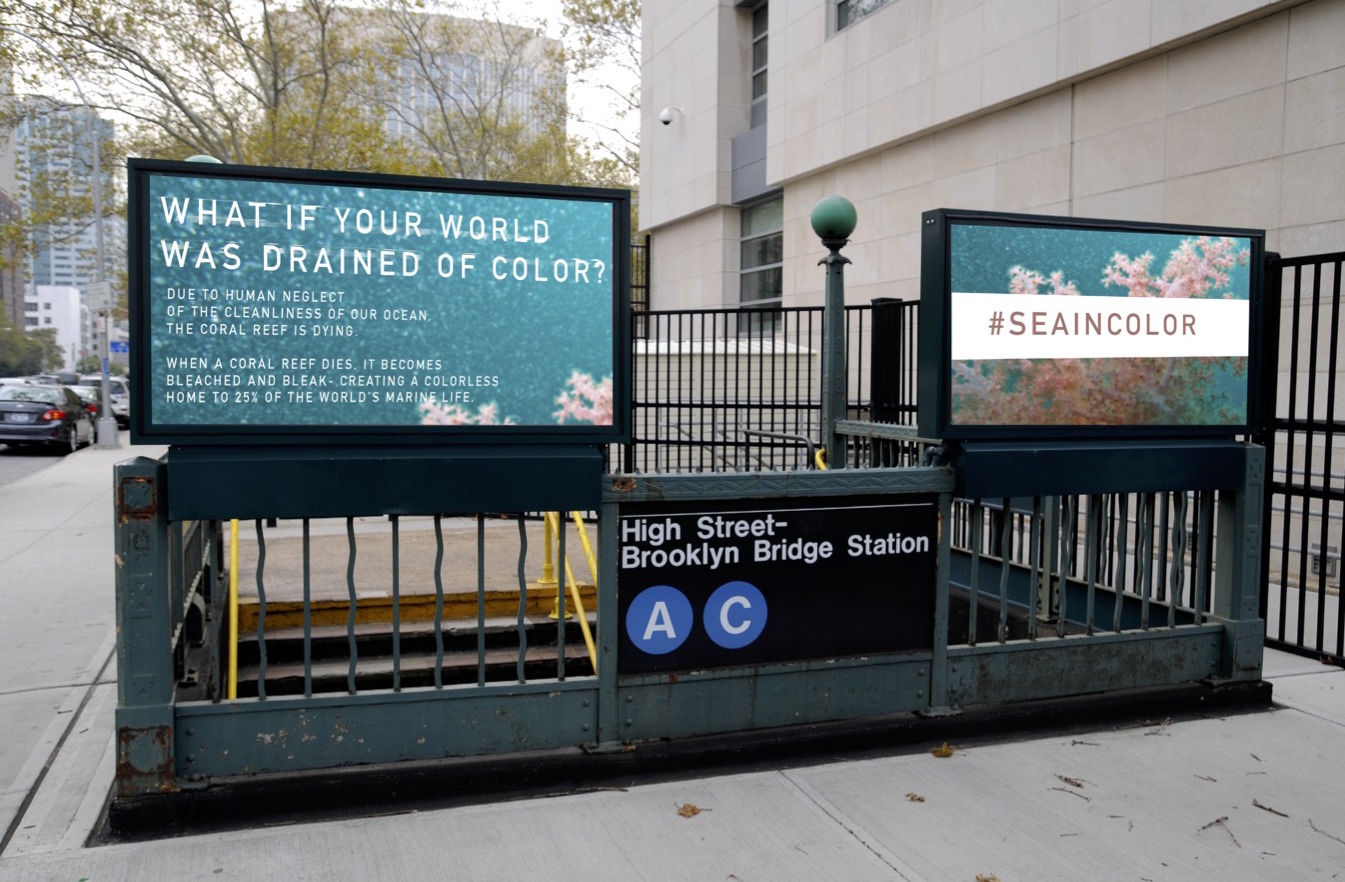 WHAT IF YOUR WORLD
WAS DRAINED OF COLOR?
DUE TO HUMAN NEGLECT
OF THE CLEANLINESS OF OUR OCEAN,
THE CORAL REEF IS DYING.
WHEN A CORAL REEF DIES, IT BECOMES
BLEACHED AND BLEAK- CREATING A COLORLESS
HOME TO 25% OF THE WORLD'S MARINE LIFE.
#SEAINCOLOR
High Street-
Brooklyn Bridge Station
A C